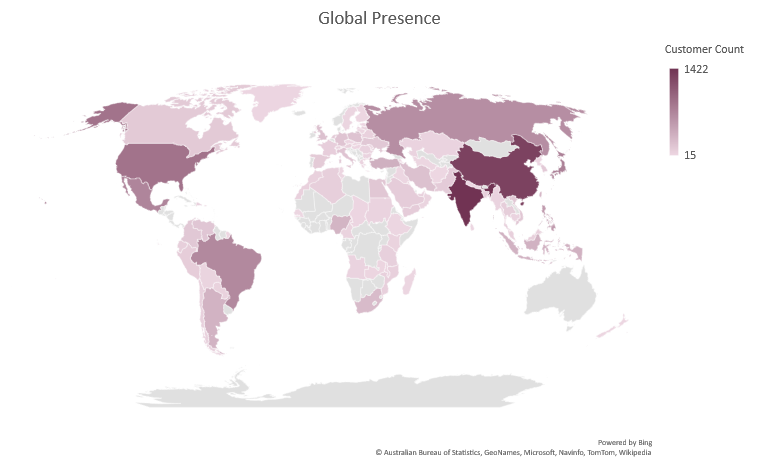 Global Presence
Customer Count
1422
15
Powered by Bing
© Australian Bureau of Statistics, GeoNames, Microsoft, Navinfo, TomTom, Wikipedia